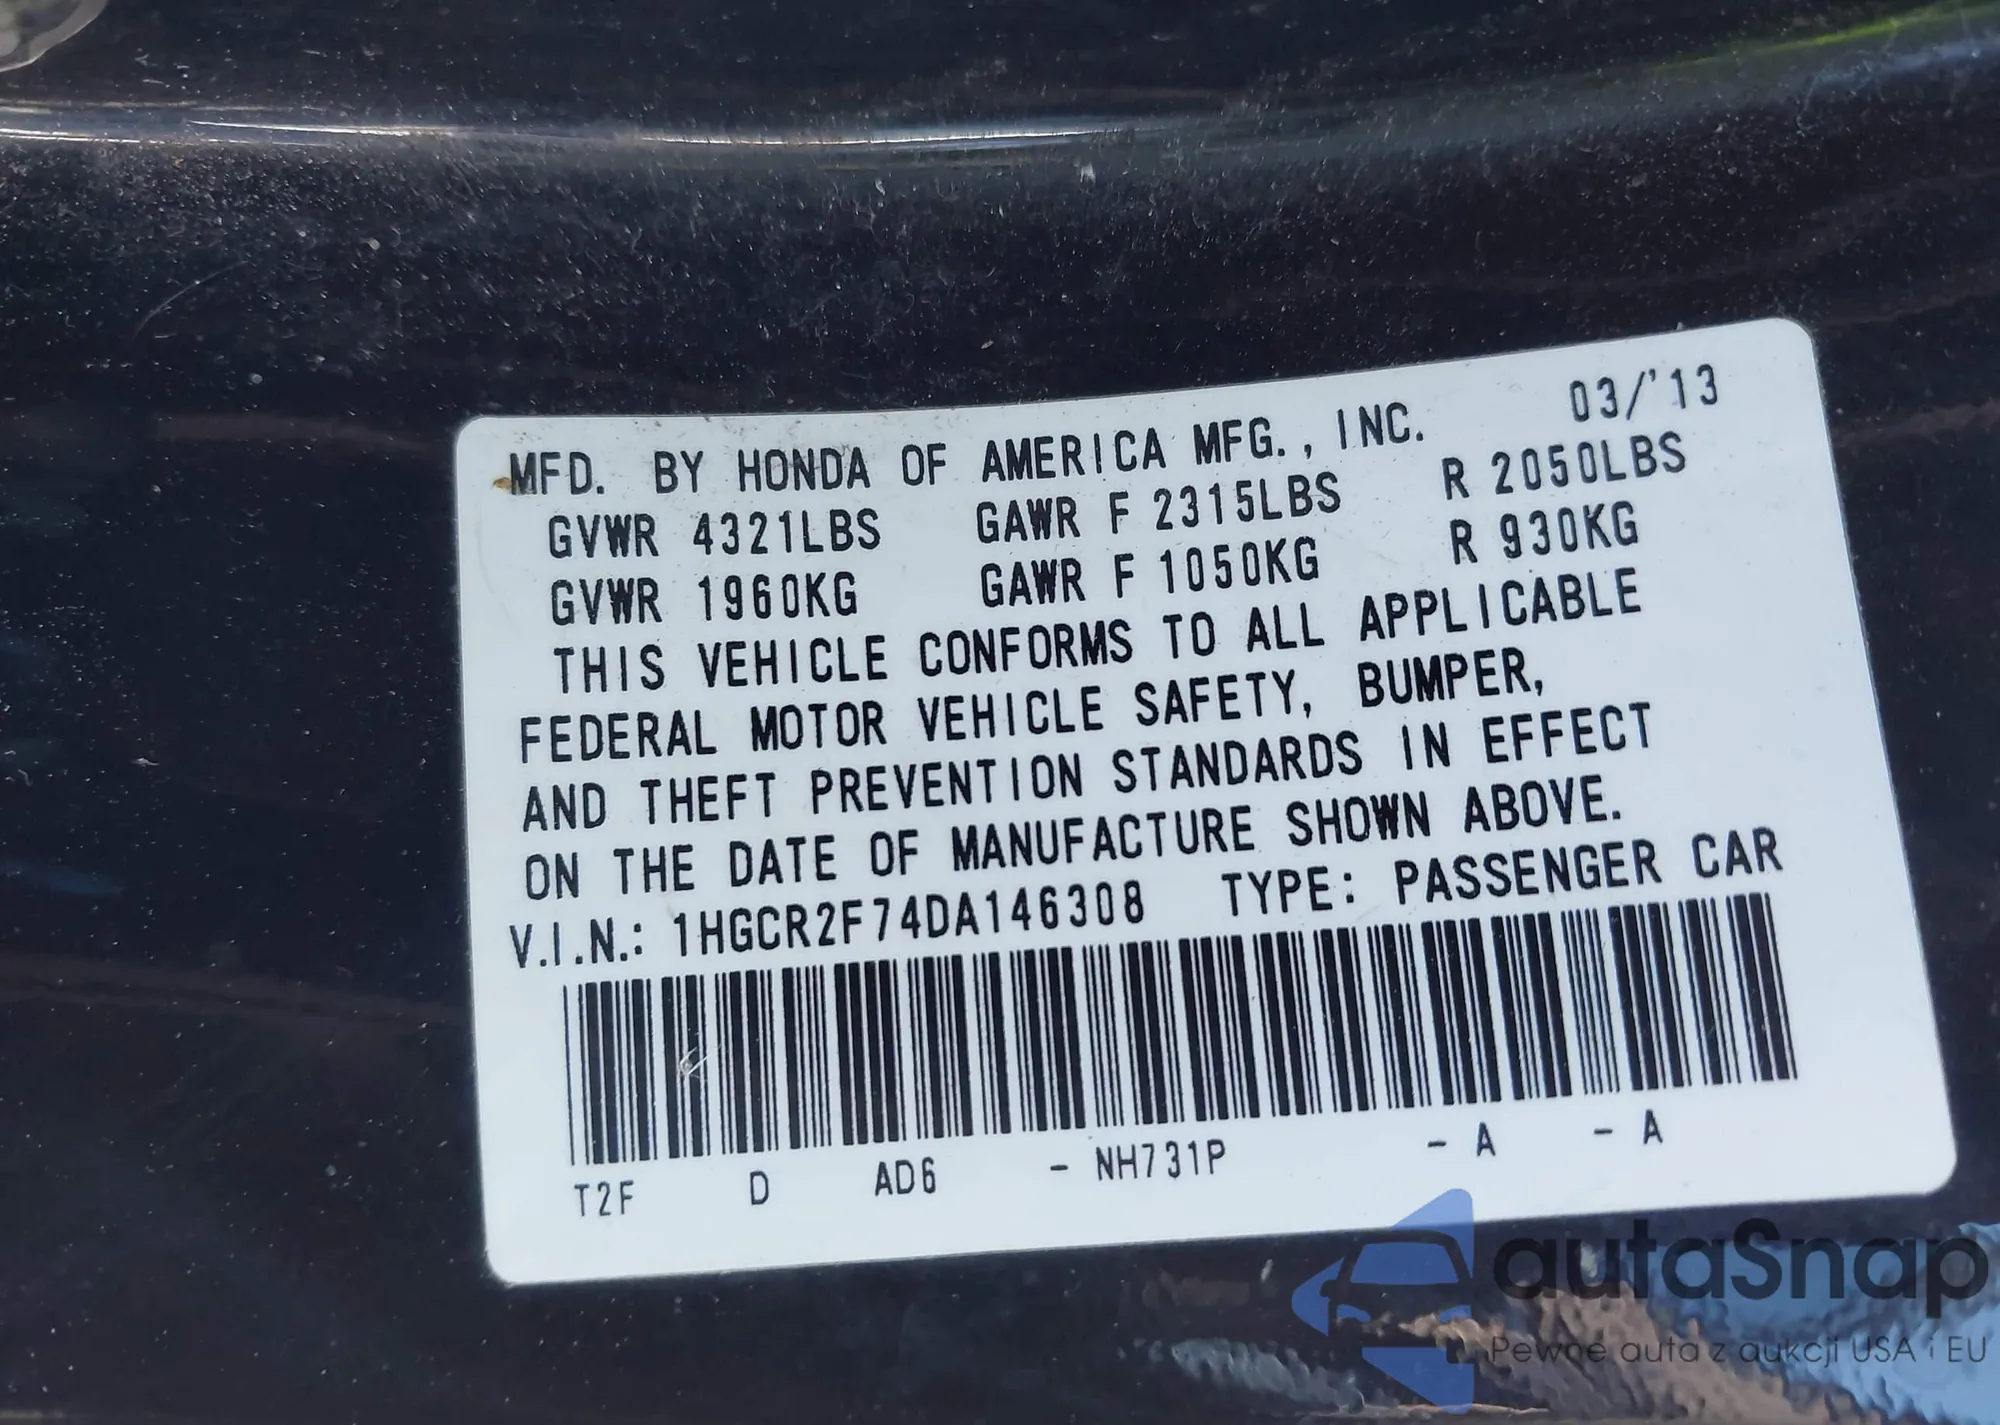 MFD. BY HONDA OF AMERICA MFG., INC. 03/'13
GVWR 4321LBS GAWR F 2315LBS R 2050LBS
GVWR 1960KG GAWR F 1050KG R 930KG
THIS VEHICLE CONFORMS TO ALL APPLICABLE
FEDERAL MOTOR VEHICLE SAFETY, BUMPER,
AND THEFT PREVENTION STANDARDS IN EFFECT
ON THE DATE OF MANUFACTURE SHOWN ABOVE.
V.I.N.: 1HGCR2F74DA146308 TYPE: PASSENGER CAR
T2F D AD6 - NH731P - A - A
autaSnap
Pewne auta z aukcji USA i EU